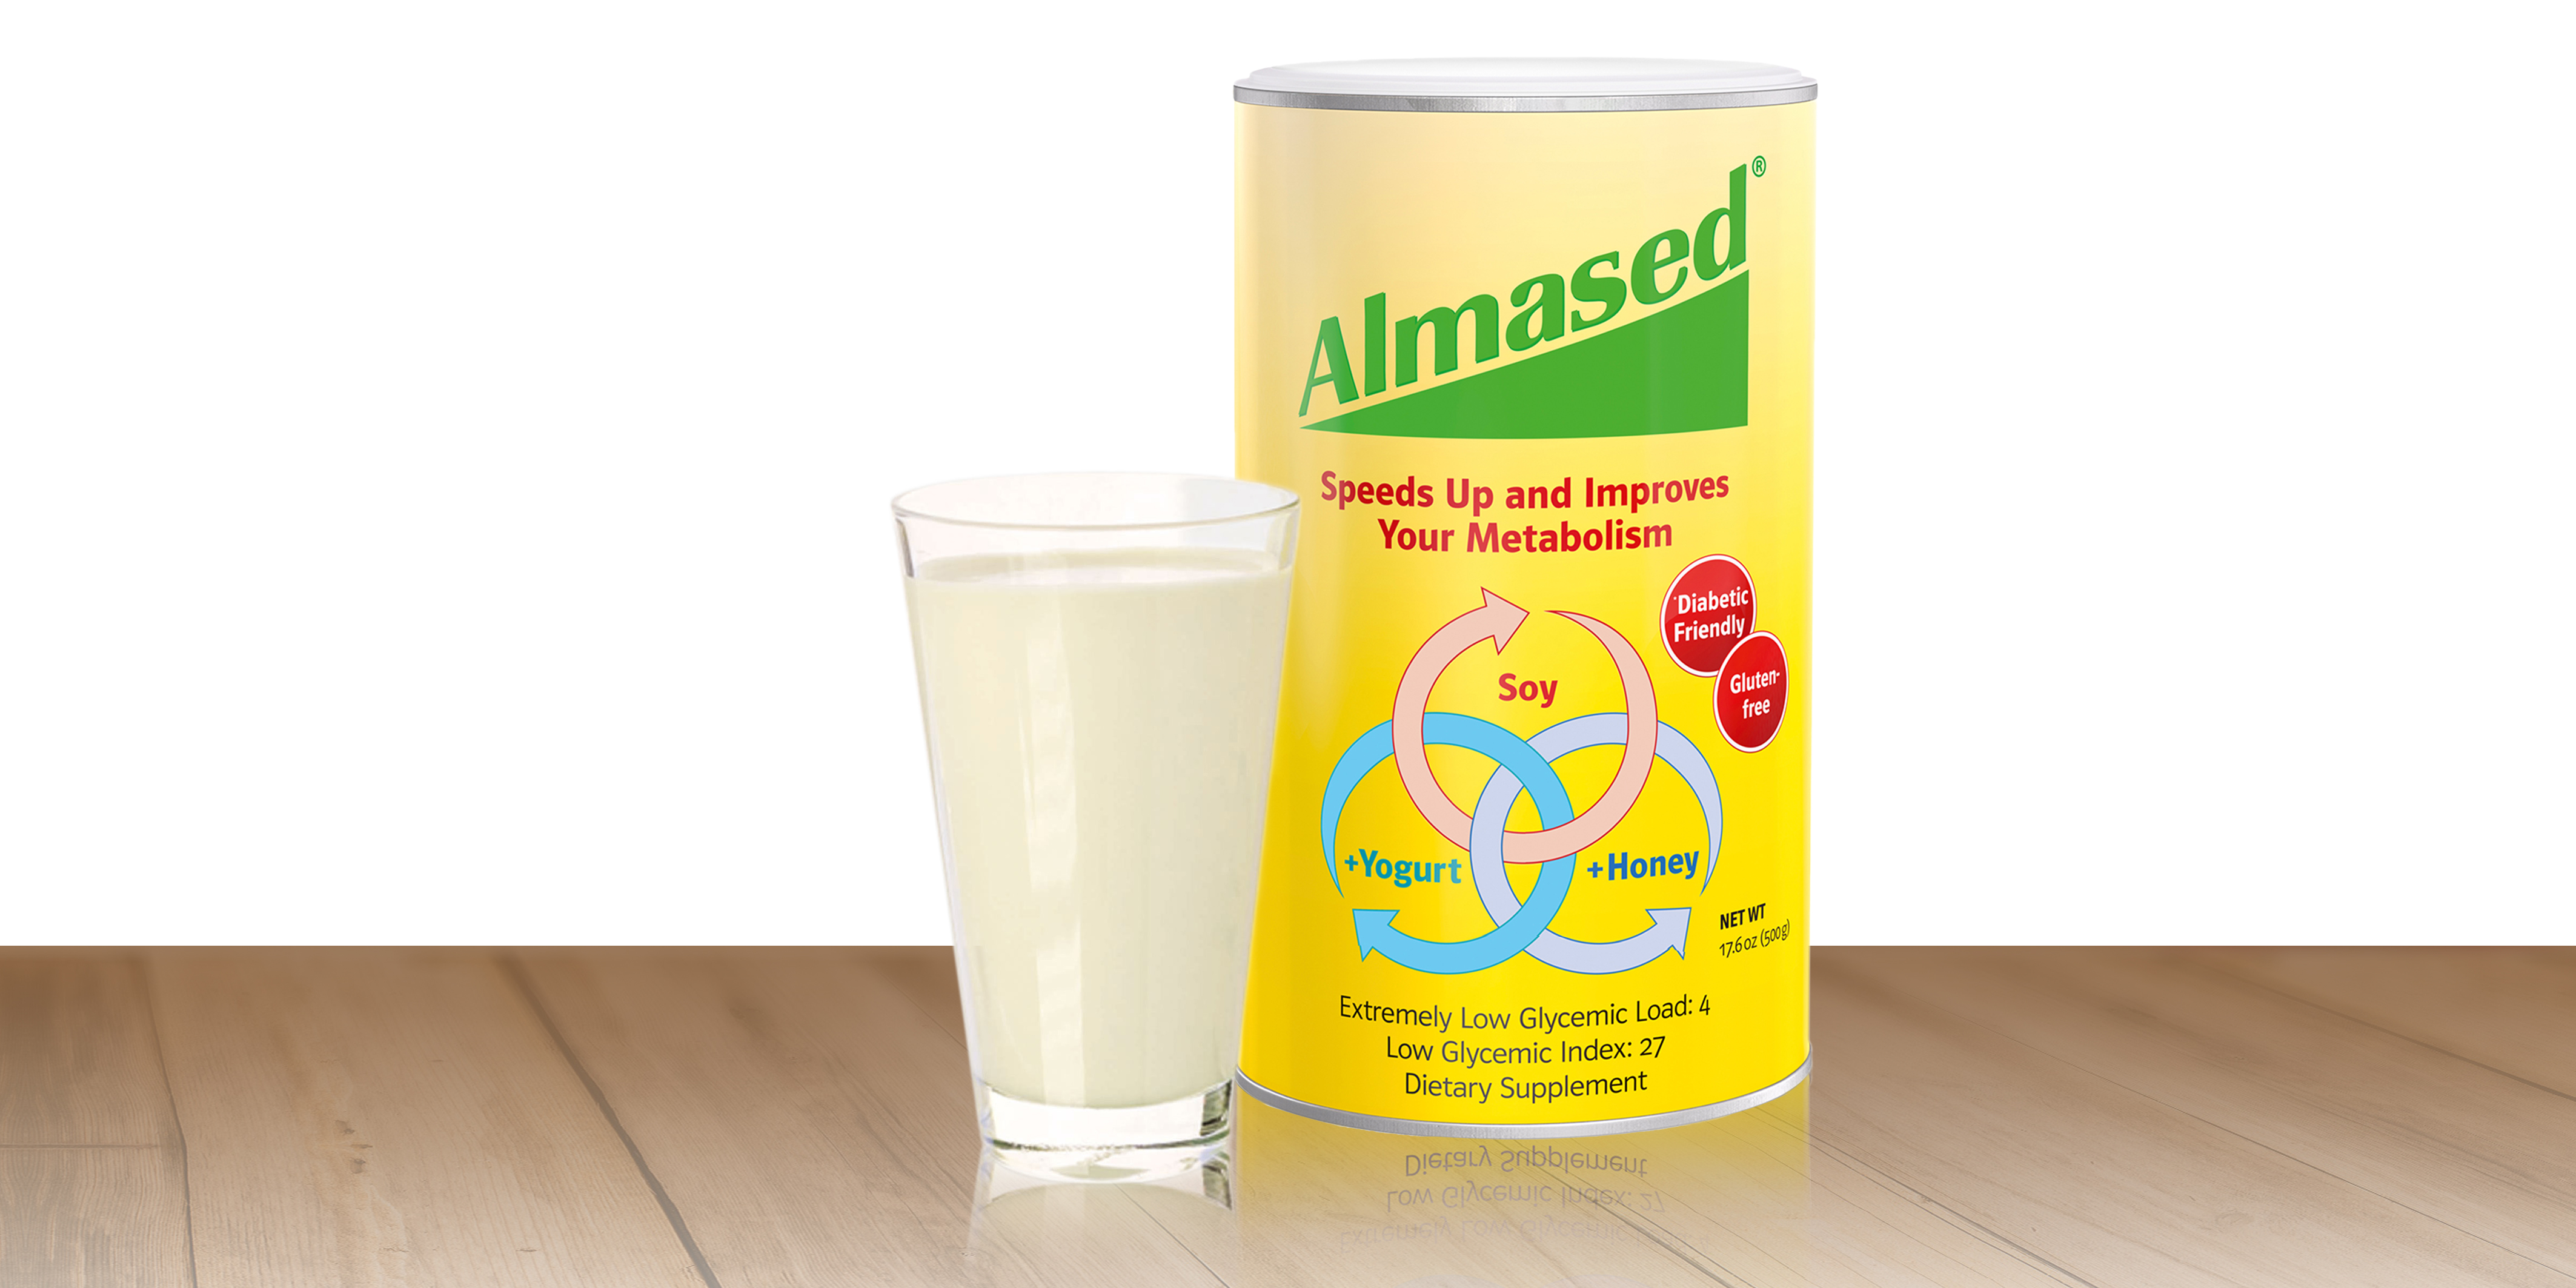 Almased®
Speeds Up and Improves
Your Metabolism
*Diabetic
Friendly
Gluten-
free
Soy
+Yogurt
+Honey
NET WT
17.6 oz (500g)
Extremely Low Glycemic Load: 4
Low Glycemic Index: 27
Dietary Supplement